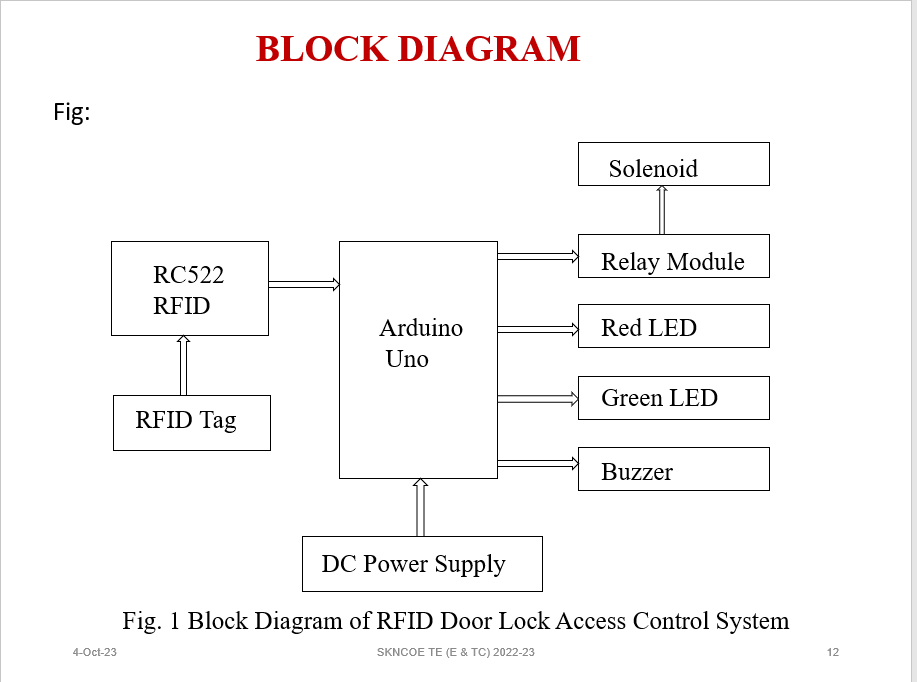 BLOCK DIAGRAM
Fig:
Solenoid
Relay Module
RC522
RFID
Arduino
Uno
Red LED
Green LED
RFID Tag
Buzzer
DC Power Supply
Fig. 1 Block Diagram of RFID Door Lock Access Control System
4-Oct-23
SKNCOE TE (E & TC) 2022-23
12